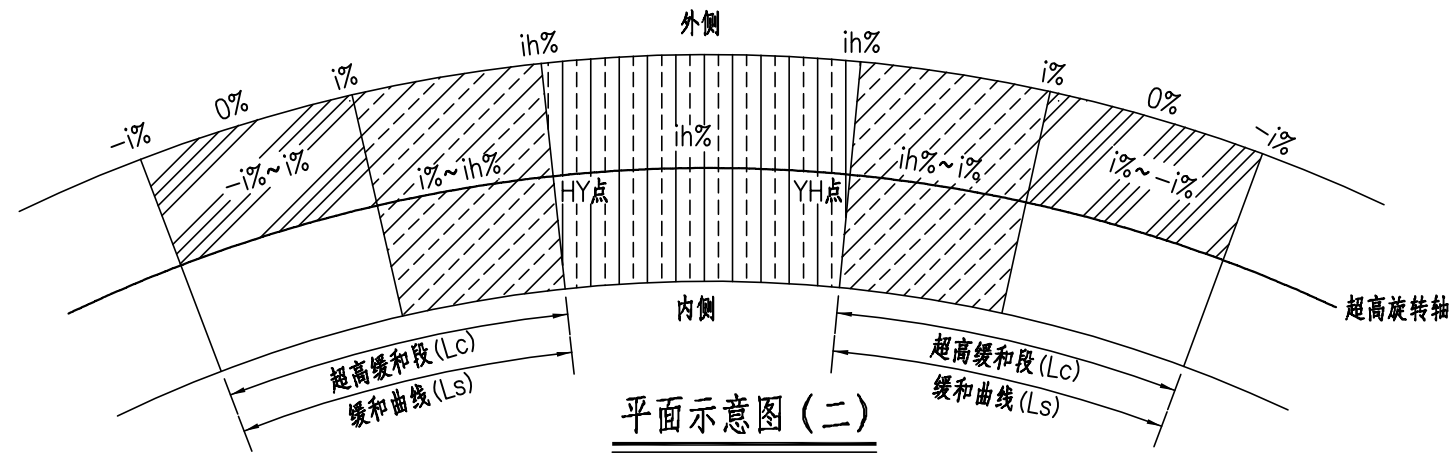 外侧
ih% ih%
i% i%
0% 0%
-i% -i%
ih%
-i%~i% i%~ih% ih%~i% i%~-i%
HY点 YH点
内侧
超高旋转轴
超高缓和段(Lc) 超高缓和段(Lc)
缓和曲线(Ls) 缓和曲线(Ls)
平面示意图(二)